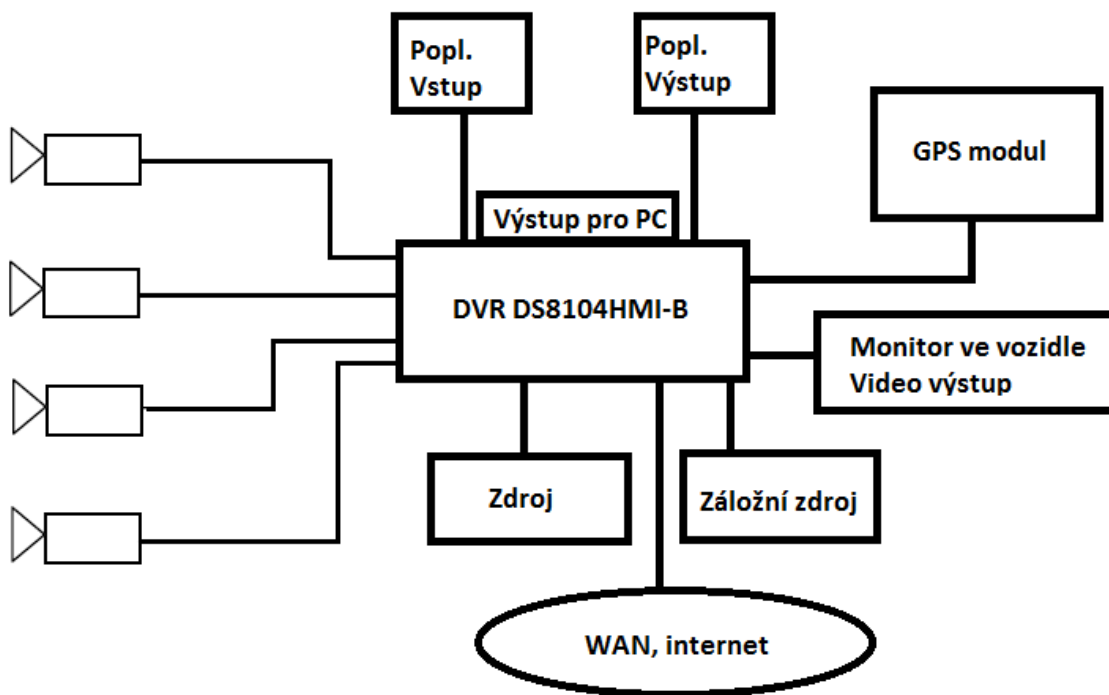 Popl.
Vstup
Popl.
Výstup
GPS modul
Výstup pro PC
DVR DS8104HMI-B
Monitor ve vozidle
Video výstup
Zdroj
Záložní zdroj
WAN, internet